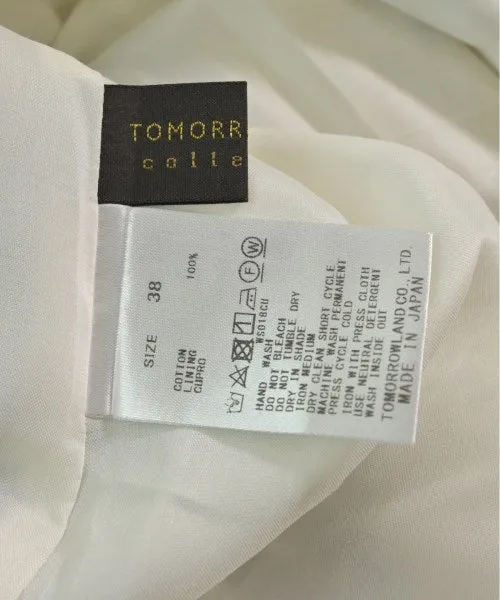 TOMORR
colle
SIZE 38
COTTON 100%
LINING
CUPRO
WS018CU
HAND WASH
DO NOT BLEACH
DO NOT TUMBLE DRY
DRY IN SHADE
IRON MEDIUM
DRY CLEAN SHORT CYCLE
MACHINE WASH PERMANENT
PRESS CYCLE COLD
IRON WITH PRESS CLOTH
USE NEUTRAL DETERGENT
WASH INSIDE OUT
TOMORROWLAND CO., LTD.
MADE IN JAPAN